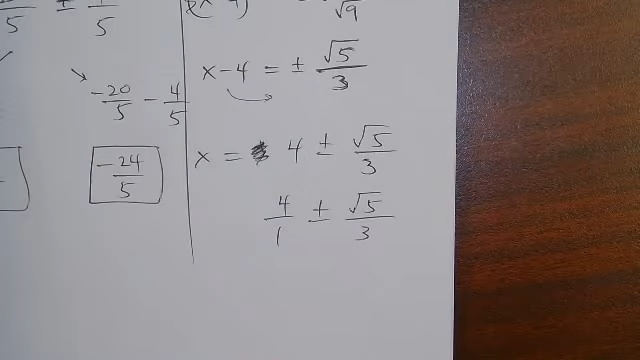 5 ± 5
-20/5 - 4/5
-24/5
√9
x - 4 = ± √5/3
x = 4 ± √5/3
4/1 ± √5/3